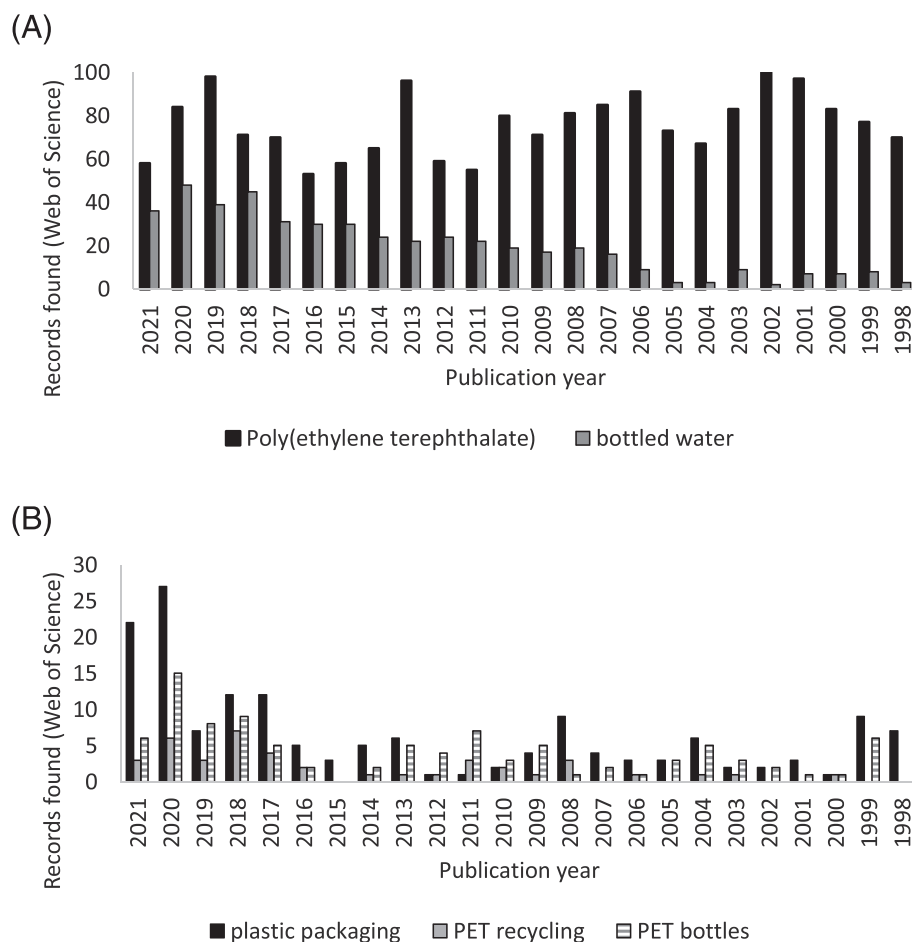 (A)
Records found (Web of Science)
100
80
60
40
20
0
2021 2020 2019 2018 2017 2016 2015 2014 2013 2012 2011 2010 2009 2008 2007 2006 2005 2004 2003 2002 2001 2000 1999 1998
Publication year
Poly(ethylene terephthalate) bottled water
(B)
Records found (Web of Science)
30
25
20
15
10
5
0
2021 2020 2019 2018 2017 2016 2015 2014 2013 2012 2011 2010 2009 2008 2007 2006 2005 2004 2003 2002 2001 2000 1999 1998
Publication year
plastic packaging PET recycling PET bottles